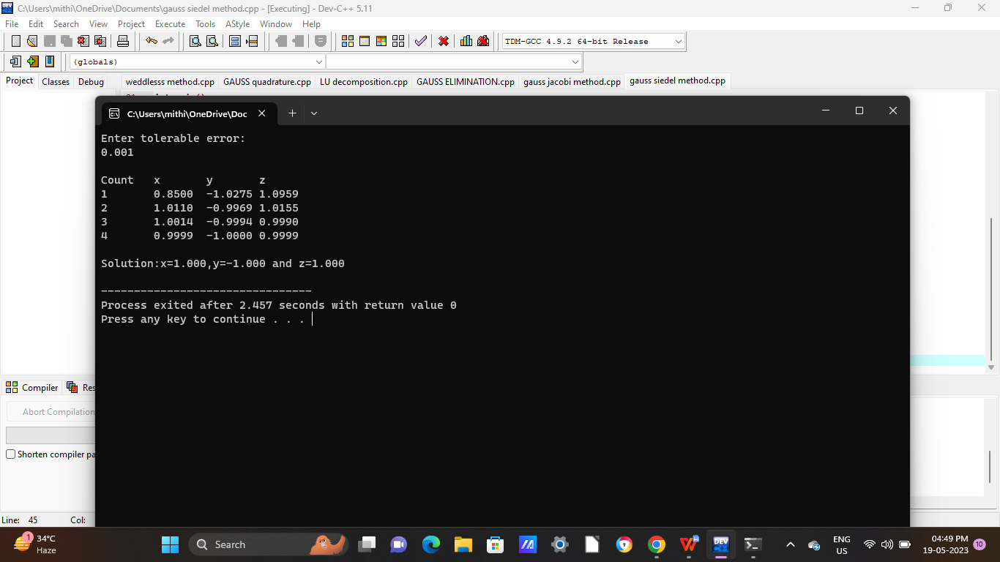 C:\Users\mithi\OneDrive\Documents\gauss siedel method.cpp - [Executing] - Dev-C++ 5.11
File Edit Search View Project Execute Tools AStyle Window Help
TDM-GCC 4.9.2 64-bit Release
(globals)
Project Classes Debug weddlesss method.cpp GAUSS quadrature.cpp LU decomposition.cpp GAUSS ELIMINATION.cpp gauss jacobi method.cpp gauss siedel method.cpp
C:\Users\mithi\OneDrive\Doc
Enter tolerable error:
0.001
Count x y z
1 0.8500 -1.0275 1.0959
2 1.0110 -0.9969 1.0155
3 1.0014 -0.9994 0.9990
4 0.9999 -1.0000 0.9999
Solution:x=1.000,y=-1.000 and z=1.000
--------------------------------
Process exited after 2.457 seconds with return value 0
Press any key to continue . . .
Compiler Res
Abort Compilation
Shorten compiler pa
Line: 45 Col:
1 34°C
Haze
Search
DEV
ENG
US
04:49 PM
19-05-2023
10